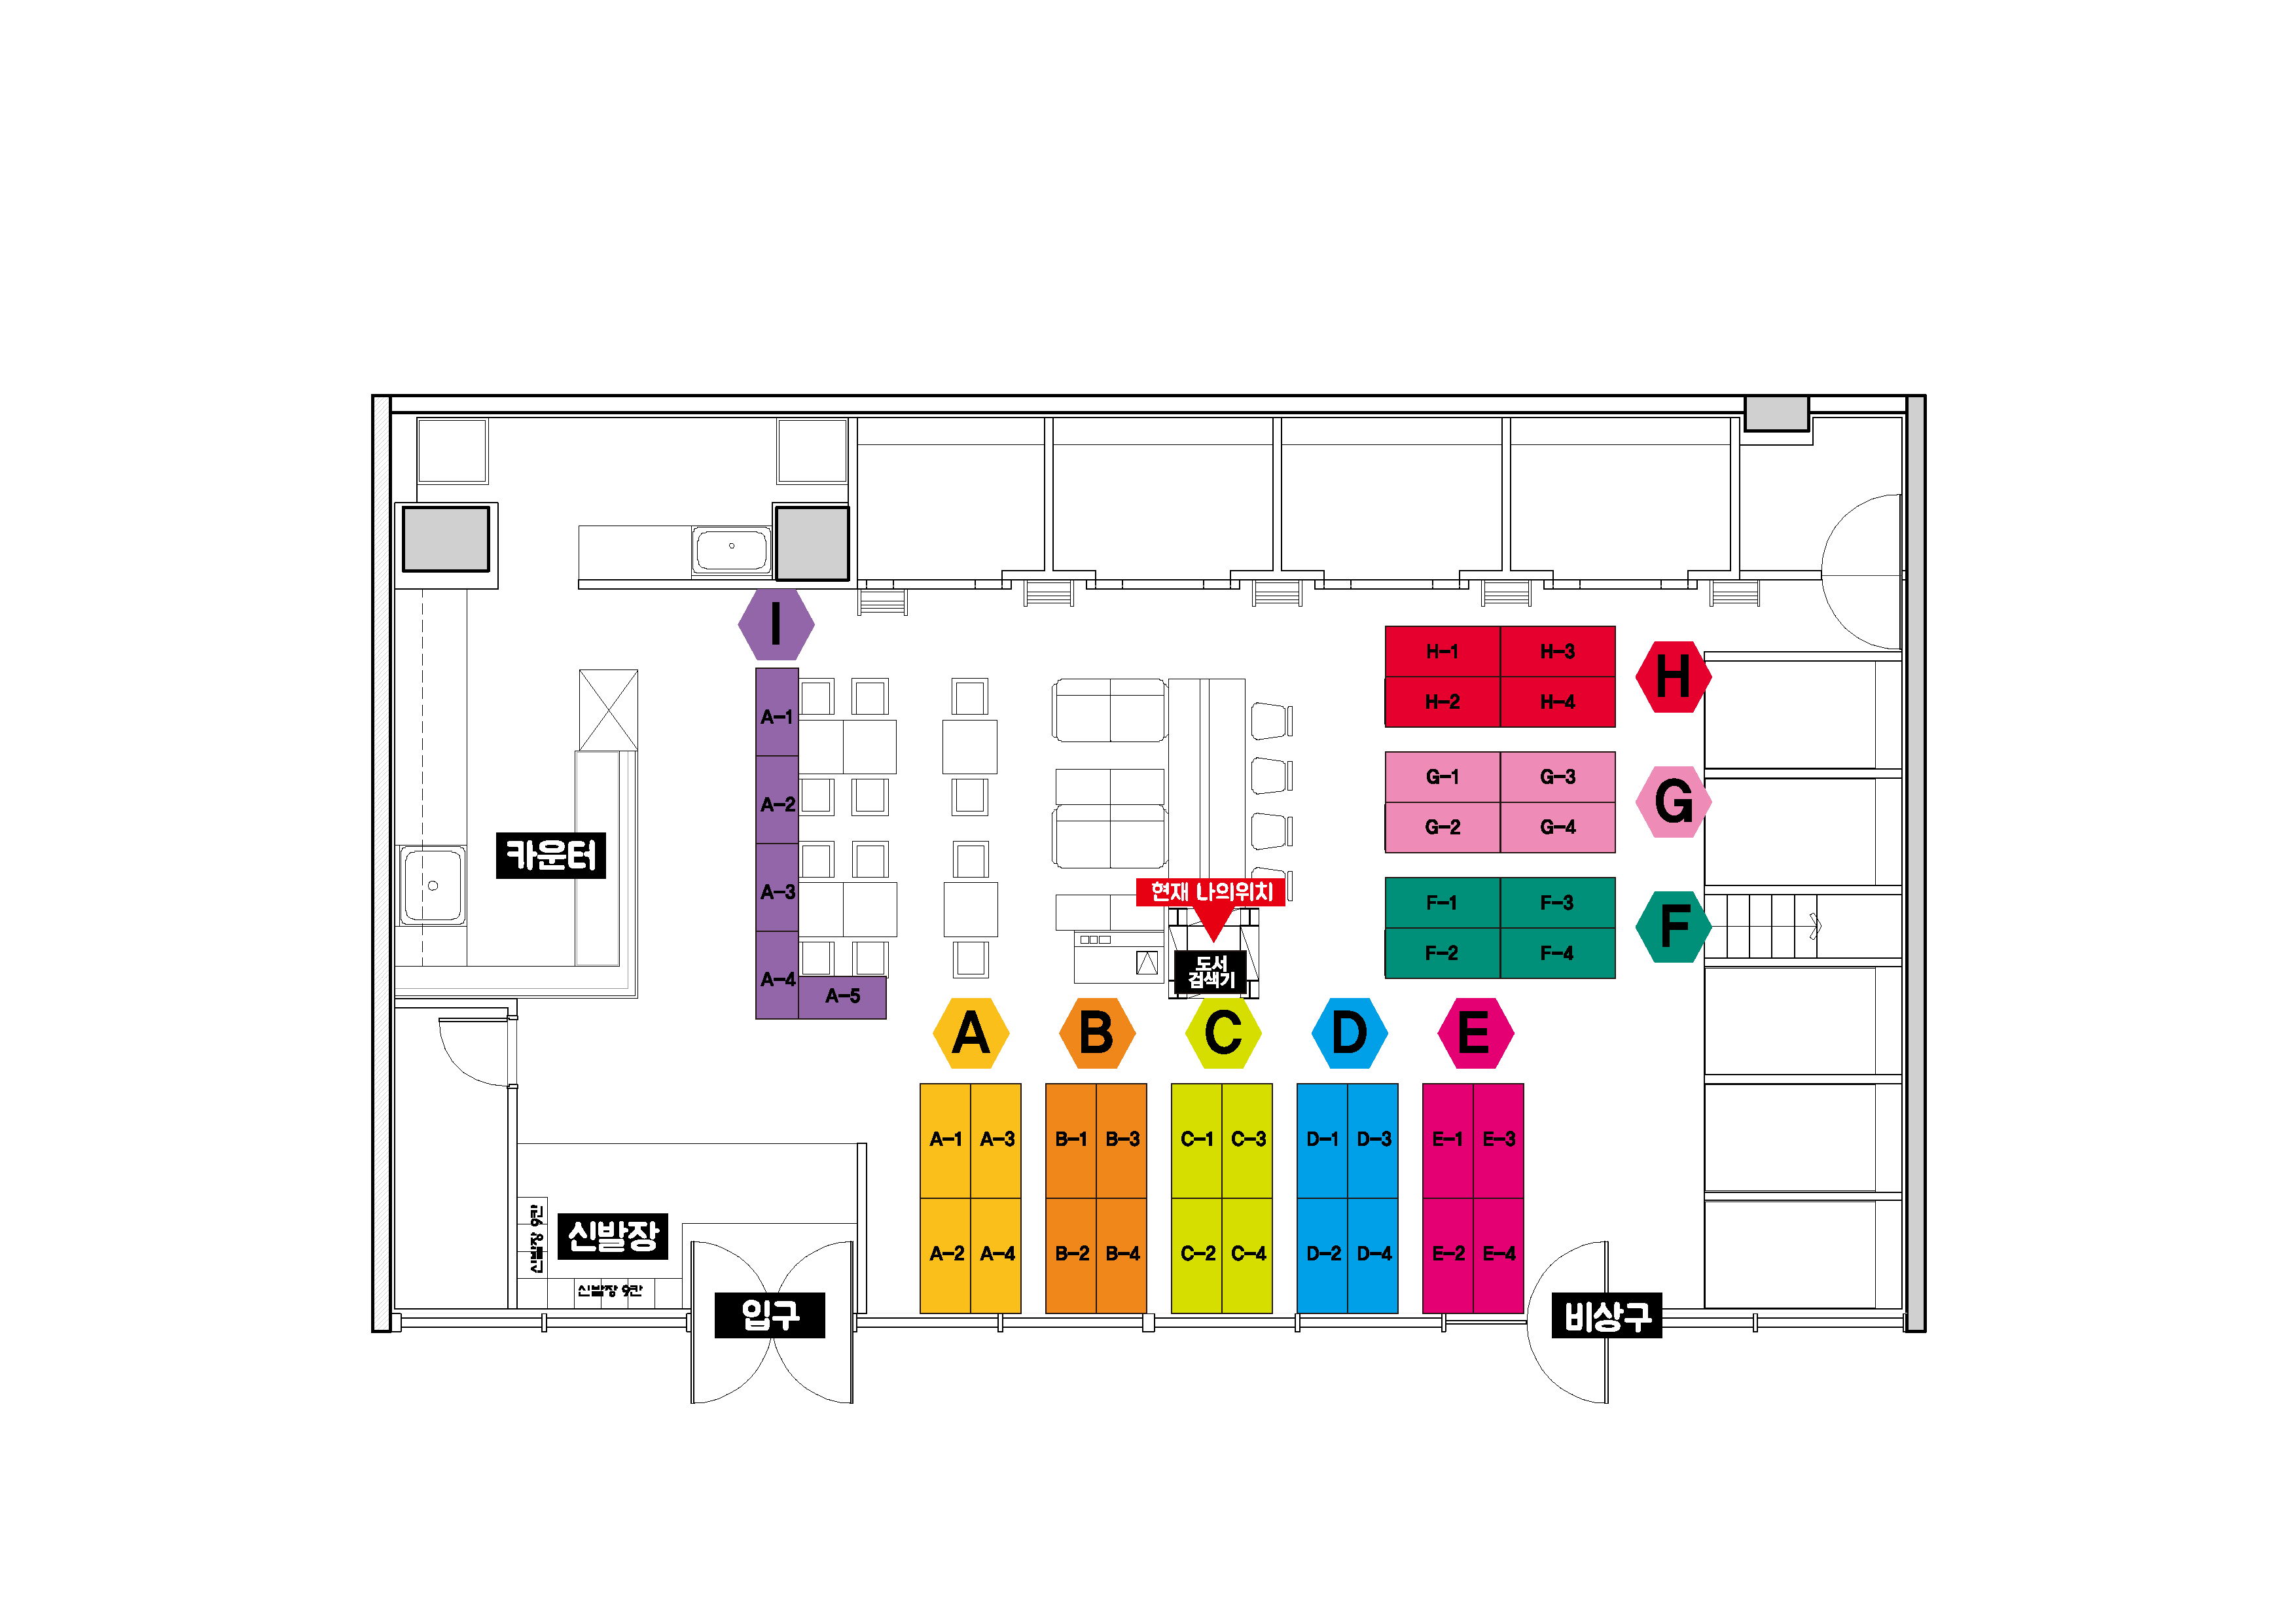 I
H-1 H-3
H-2 H-4
H
A-1
A-2
A-3
A-4
A-5
G-1 G-3
G-2 G-4
G
카운터
현재 나의위치
도서
검색기
F-1 F-3
F-2 F-4
F
A
B
C
D
E
A-1 A-3
A-2 A-4
B-1 B-3
B-2 B-4
C-1 C-3
C-2 C-4
D-1 D-3
D-2 D-4
E-1 E-3
E-2 E-4
신발장 9칸
신발장
신발장 9칸
입구
비상구